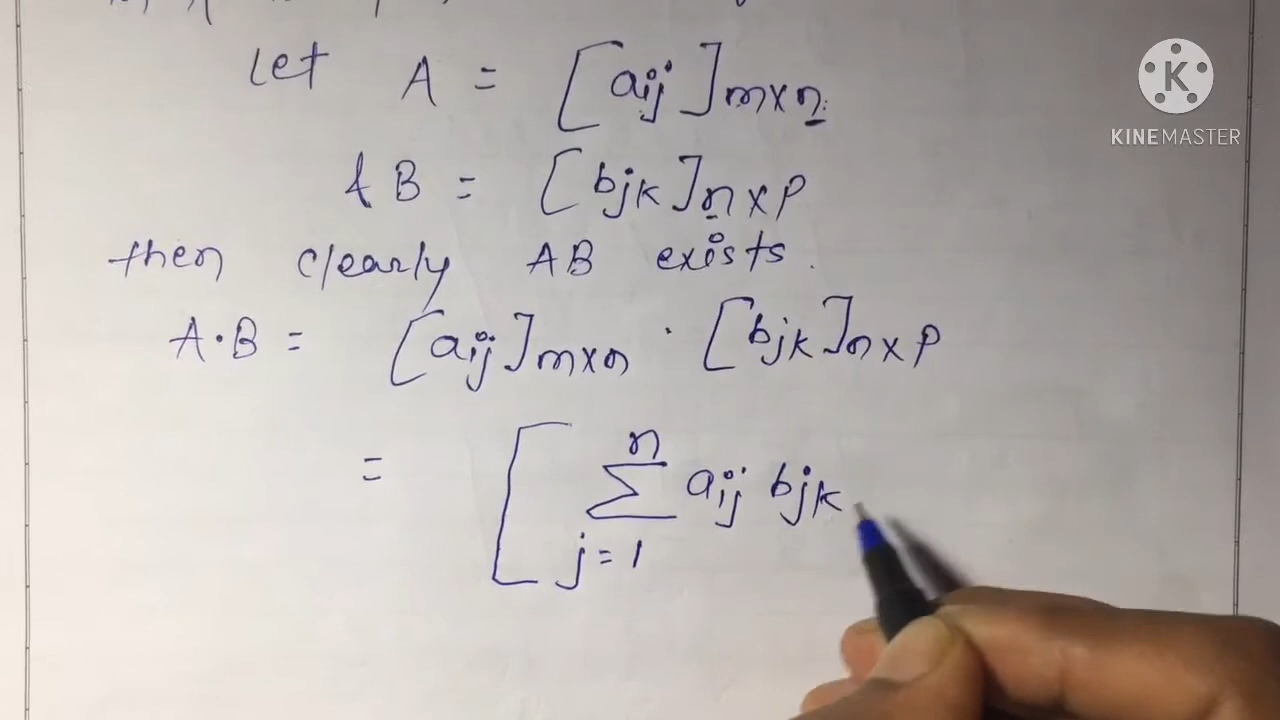 Let A = [aij]m×n
& B = [bjk]n×p
then clearly AB exists.
A·B = [aij]m×n · [bjk]n×p
= [ n∑j=1 aij bjk
K
KINEMASTER